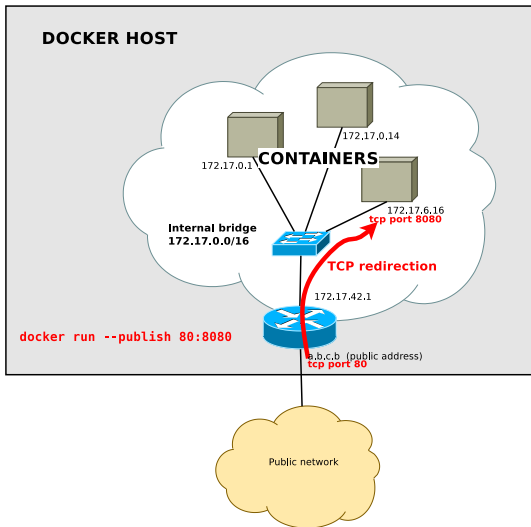 DOCKER HOST
172.17.0.14
172.17.0.1
CONTAINERS
172.17.6.16
tcp port 8080
Internal bridge
172.17.0.0/16
TCP redirection
172.17.42.1
docker run --publish 80:8080
a.b.c.b (public address)
tcp port 80
Public network